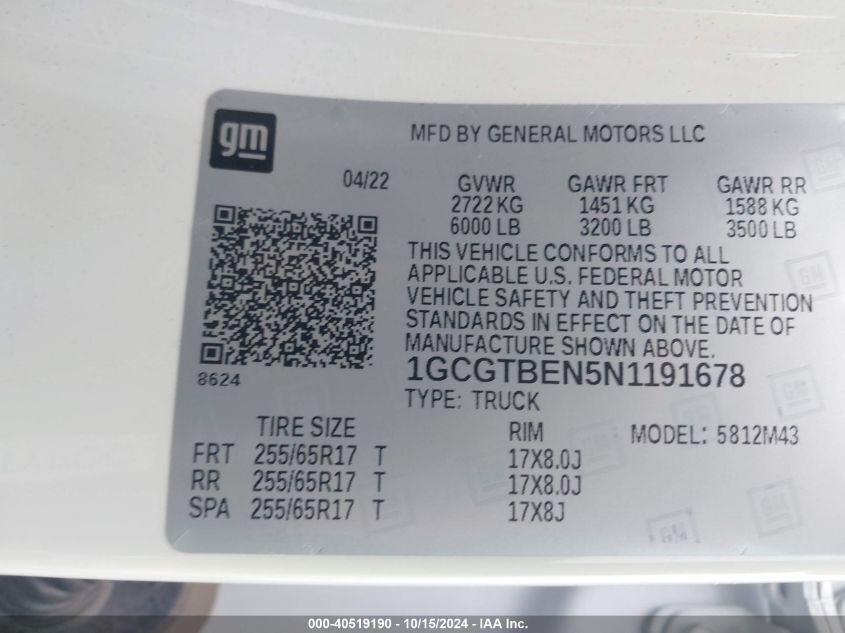 gm
MFD BY GENERAL MOTORS LLC
04/22
GVWR GAWR FRT GAWR RR
2722 KG 1451 KG 1588 KG
6000 LB 3200 LB 3500 LB
THIS VEHICLE CONFORMS TO ALL
APPLICABLE U.S. FEDERAL MOTOR
VEHICLE SAFETY AND THEFT PREVENTION
STANDARDS IN EFFECT ON THE DATE OF
MANUFACTURE SHOWN ABOVE.
8624
1GCGTBEN5N1191678
TYPE: TRUCK
TIRE SIZE RIM MODEL: 5812M43
FRT 255/65R17 T 17X8.0J
RR 255/65R17 T 17X8.0J
SPA 255/65R17 T 17X8J
GM
GM
GM
GM
000-40519190 - 10/15/2024 - IAA Inc.